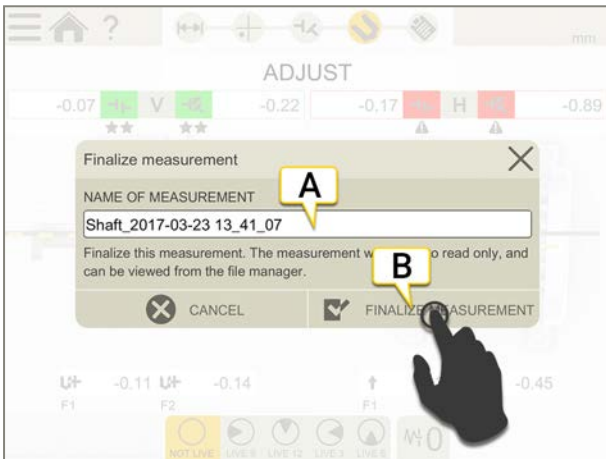 ?
mm
ADJUST
-0.07 V -0.22 -0.17 H -0.89
Finalize measurement
NAME OF MEASUREMENT
A
Shaft_2017-03-23 13_41_07
Finalize this measurement. The measurement w o read only, and
can be viewed from the file manager.
B
CANCEL
FINALIZE MEASUREMENT
-0.11 -0.14 -0.45
F1 F2 F1
NOT LIVE LIVE 9 LIVE 12 LIVE 3 LIVE 6
0